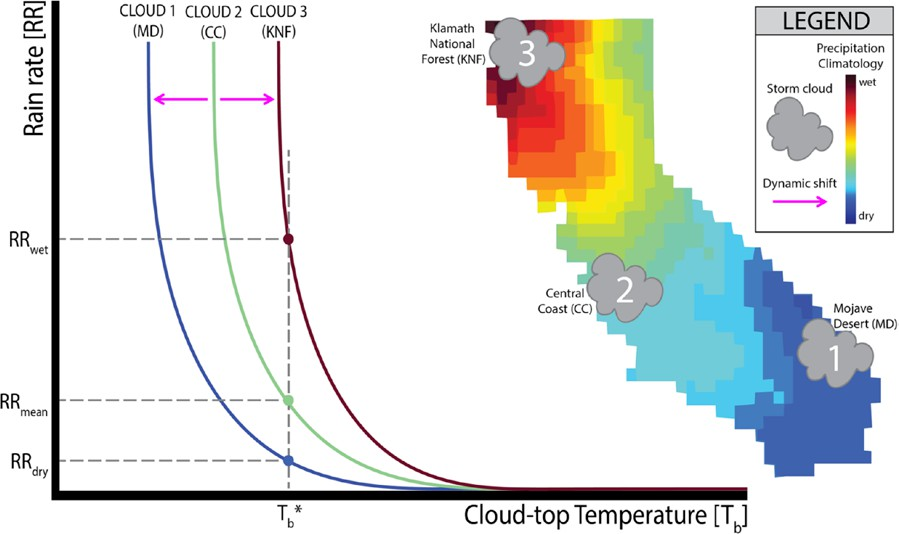 CLOUD 1
(MD)
CLOUD 2
(CC)
CLOUD 3
(KNF)
Rain rate [RR]
RRwet
RRmean
RRdry
Tb*
Cloud-top Temperature [Tb]
Klamath
National
Forest (KNF)
3
Central
Coast (CC)
2
Mojave
Desert (MD)
1
LEGEND
Precipitation
Climatology
wet
Storm cloud
Dynamic shift
dry